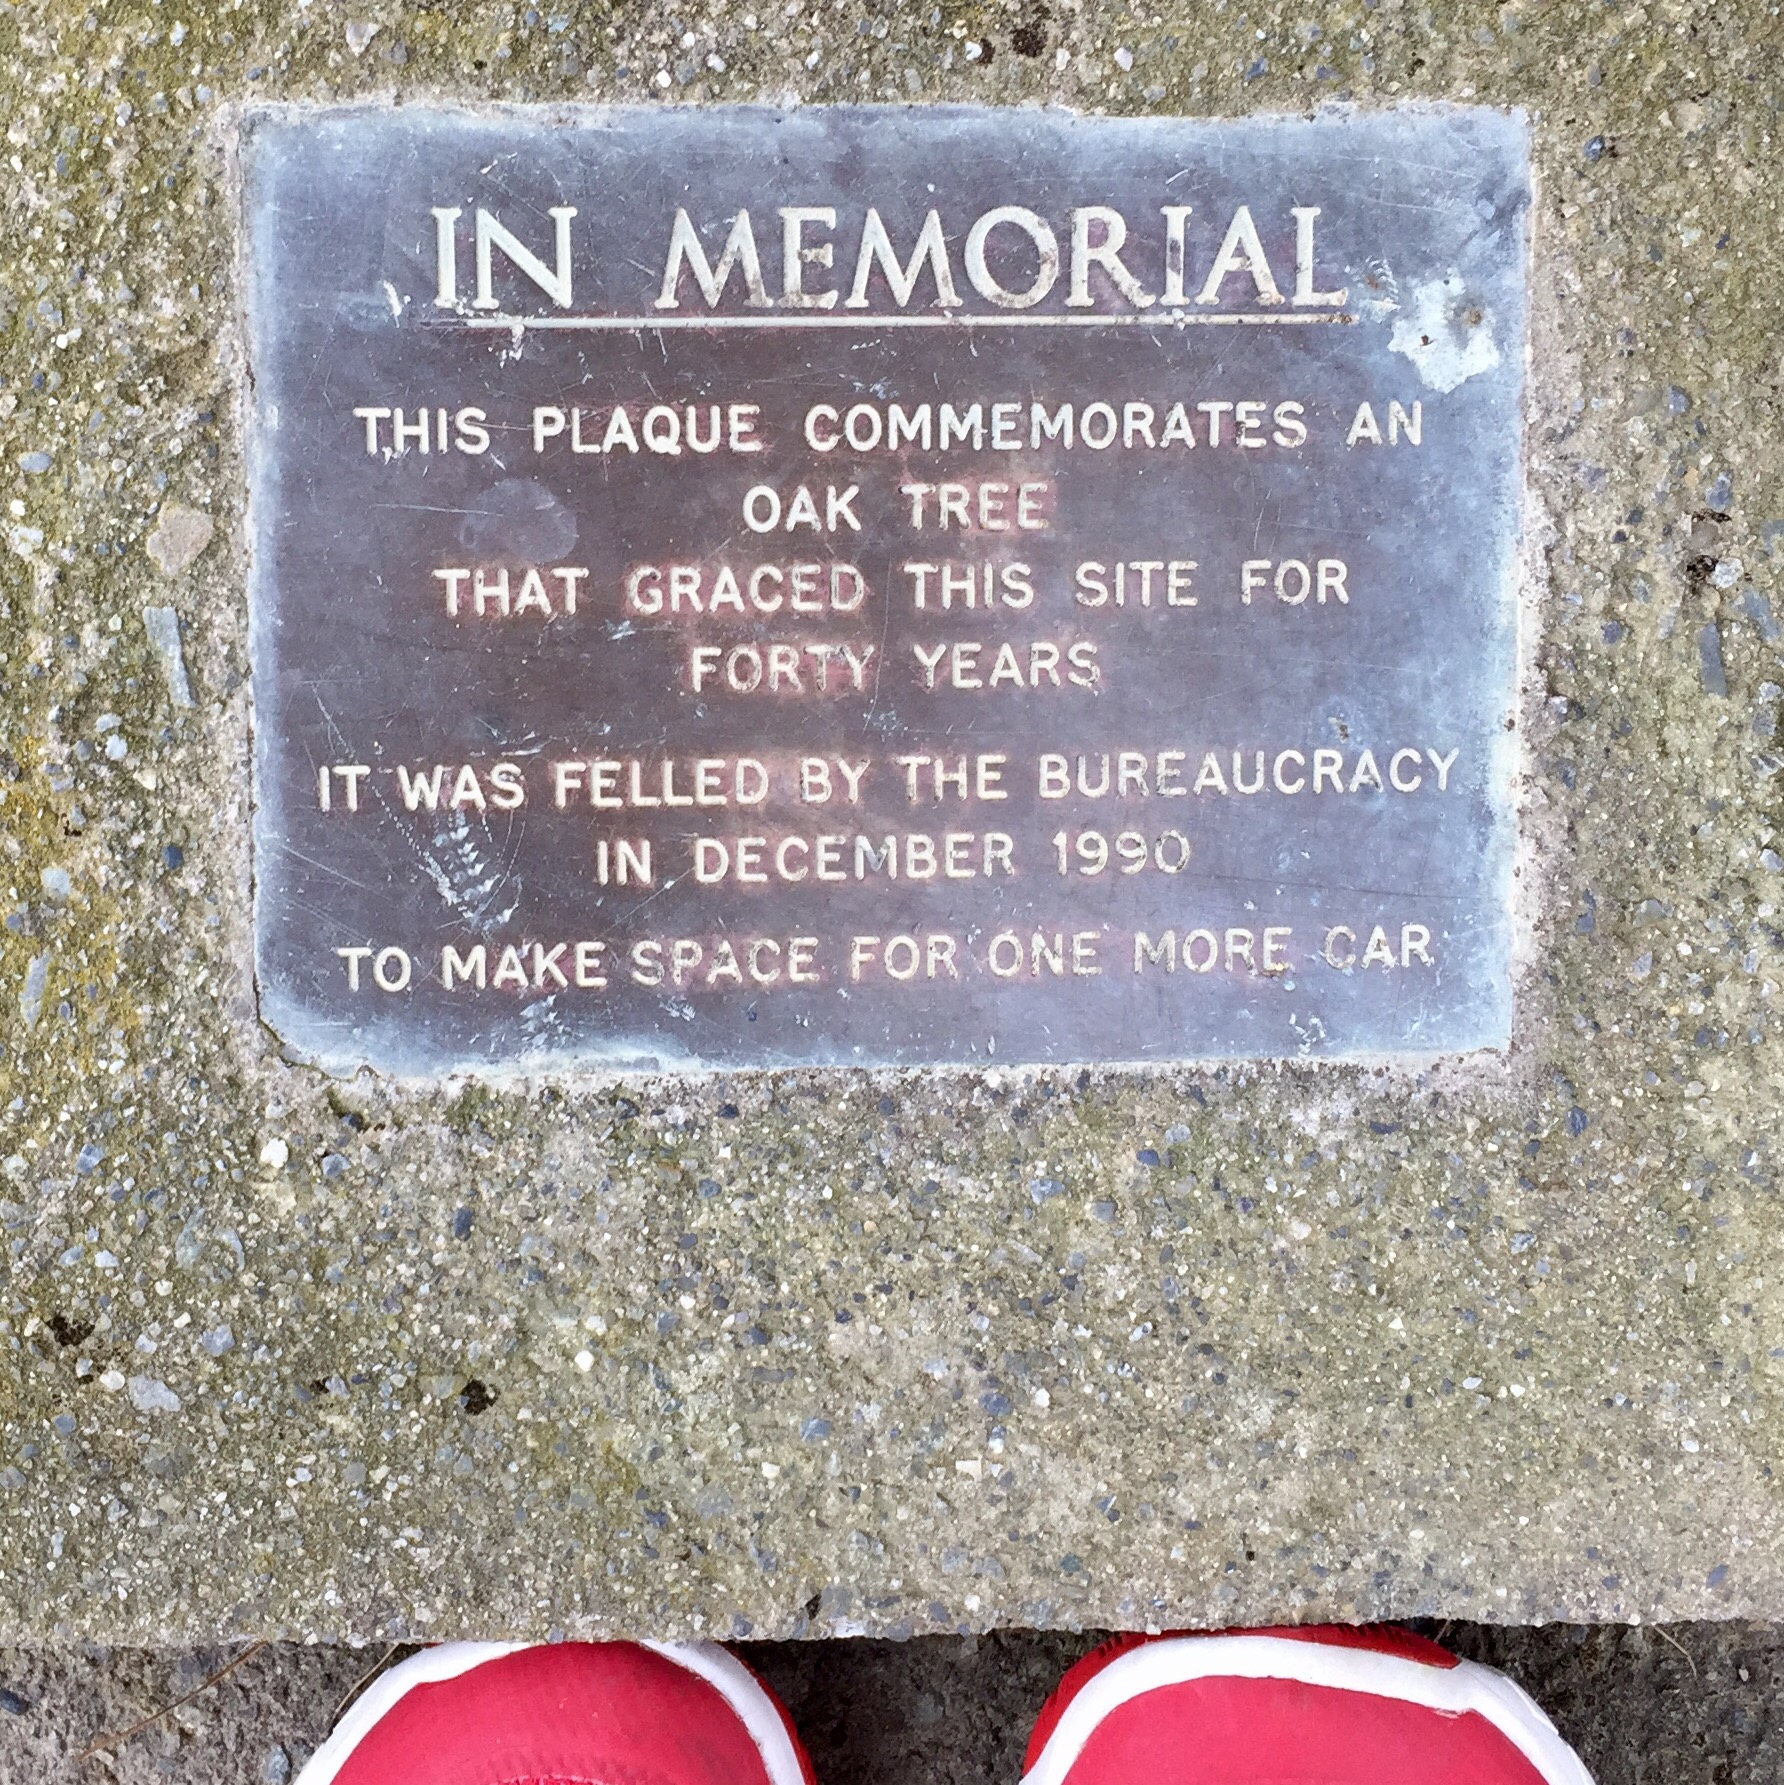 IN MEMORIAL
THIS PLAQUE COMMEMORATES AN
OAK TREE
THAT GRACED THIS SITE FOR
FORTY YEARS
IT WAS FELLED BY THE BUREAUCRACY
IN DECEMBER 1990
TO MAKE SPACE FOR ONE MORE CAR